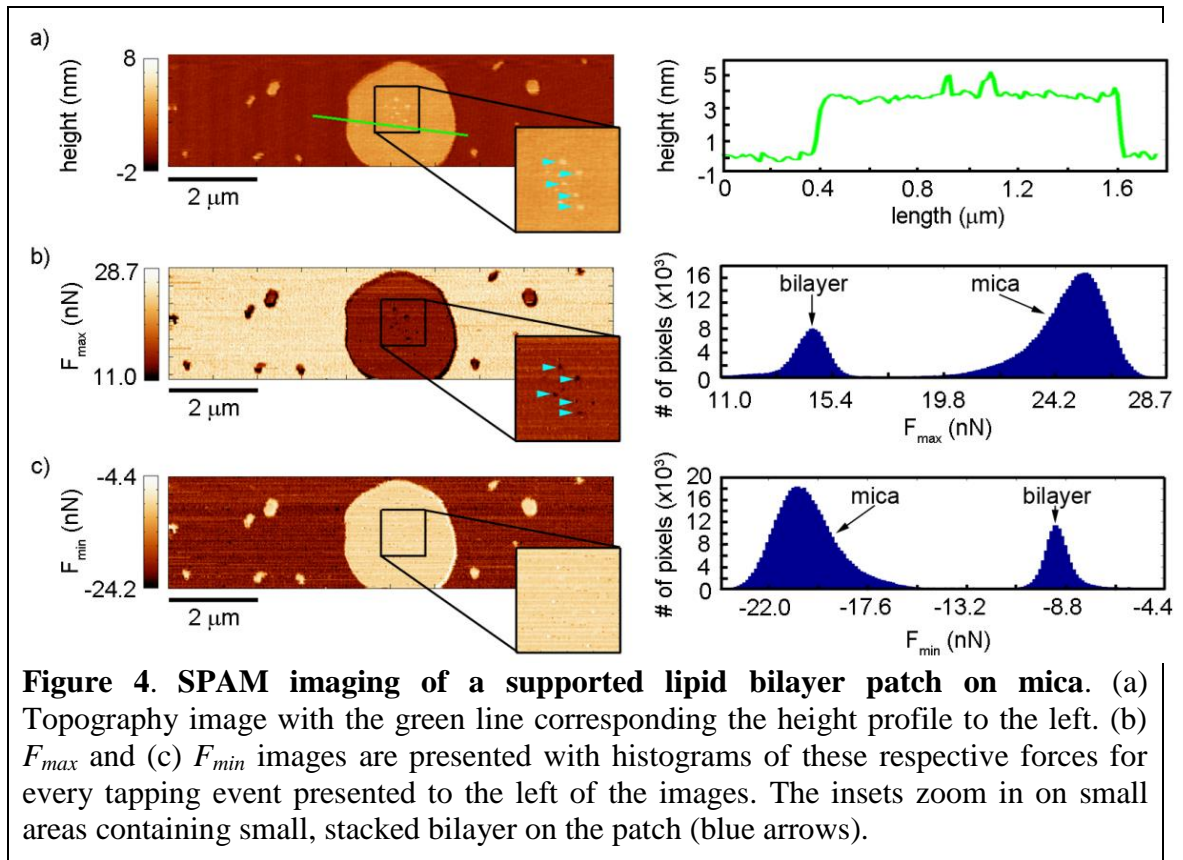 a)
height (nm)
8
-2
2 μm
height (nm)
5
3
1
-1
0 0.4 0.8 1.2 1.6
length (μm)
b)
F_max (nN)
28.7
11.0
2 μm
# of pixels (x10³)
16
12
8
4
0
bilayer
mica
11.0 15.4 19.8 24.2 28.7
F_max (nN)
c)
F_min (nN)
-4.4
-24.2
2 μm
# of pixels (x10³)
20
16
12
8
4
0
mica
bilayer
-22.0 -17.6 -13.2 -8.8 -4.4
F_min (nN)
Figure 4. SPAM imaging of a supported lipid bilayer patch on mica. (a)
Topography image with the green line corresponding the height profile to the left. (b)
F_max and (c) F_min images are presented with histograms of these respective forces for
every tapping event presented to the left of the images. The insets zoom in on small
areas containing small, stacked bilayer on the patch (blue arrows).